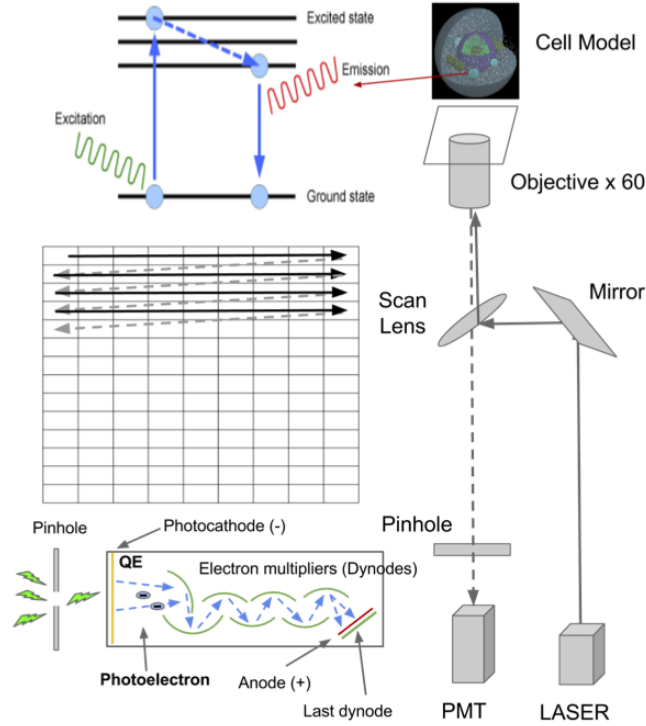 Excited state
Emission
Excitation
Ground state
Cell Model
Objective x 60
Scan
Lens
Mirror
Pinhole
PMT
LASER
Pinhole
Photocathode (-)
QE
Electron multipliers (Dynodes)
Photoelectron
Anode (+)
Last dynode